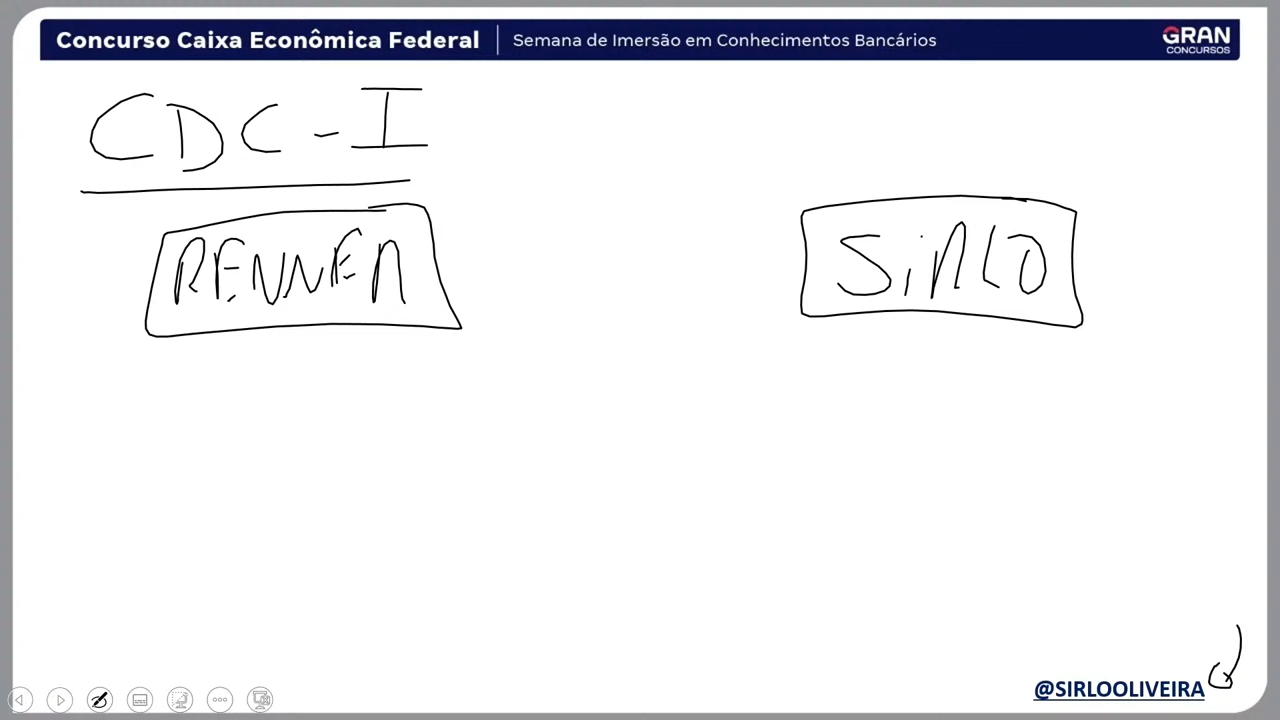 Concurso Caixa Econômica Federal
Semana de Imersão em Conhecimentos Bancários
GRAN
CONCURSOS
CDC-I
RENNER
SiRLO
@SIRLOOLIVEIRA